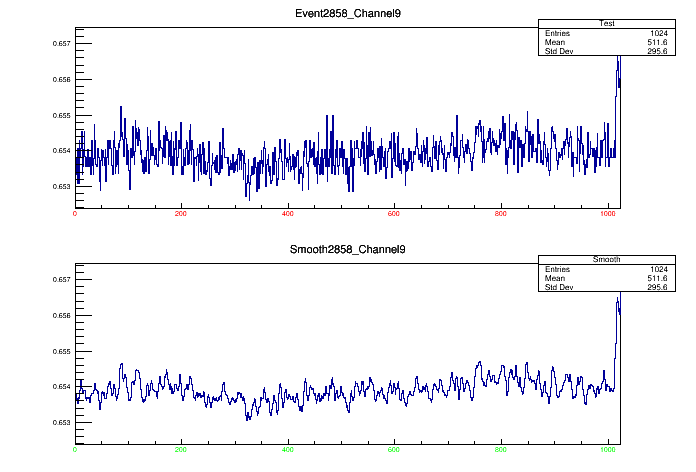 Event2858_Channel9
Test
Entries 1024
Mean 511.6
Std Dev 295.6
0.657
0.656
0.655
0.654
0.653
0 200 400 600 800 1000
Smooth2858_Channel9
Smooth
Entries 1024
Mean 511.6
Std Dev 295.6
0.657
0.656
0.655
0.654
0.653
0 200 400 600 800 1000